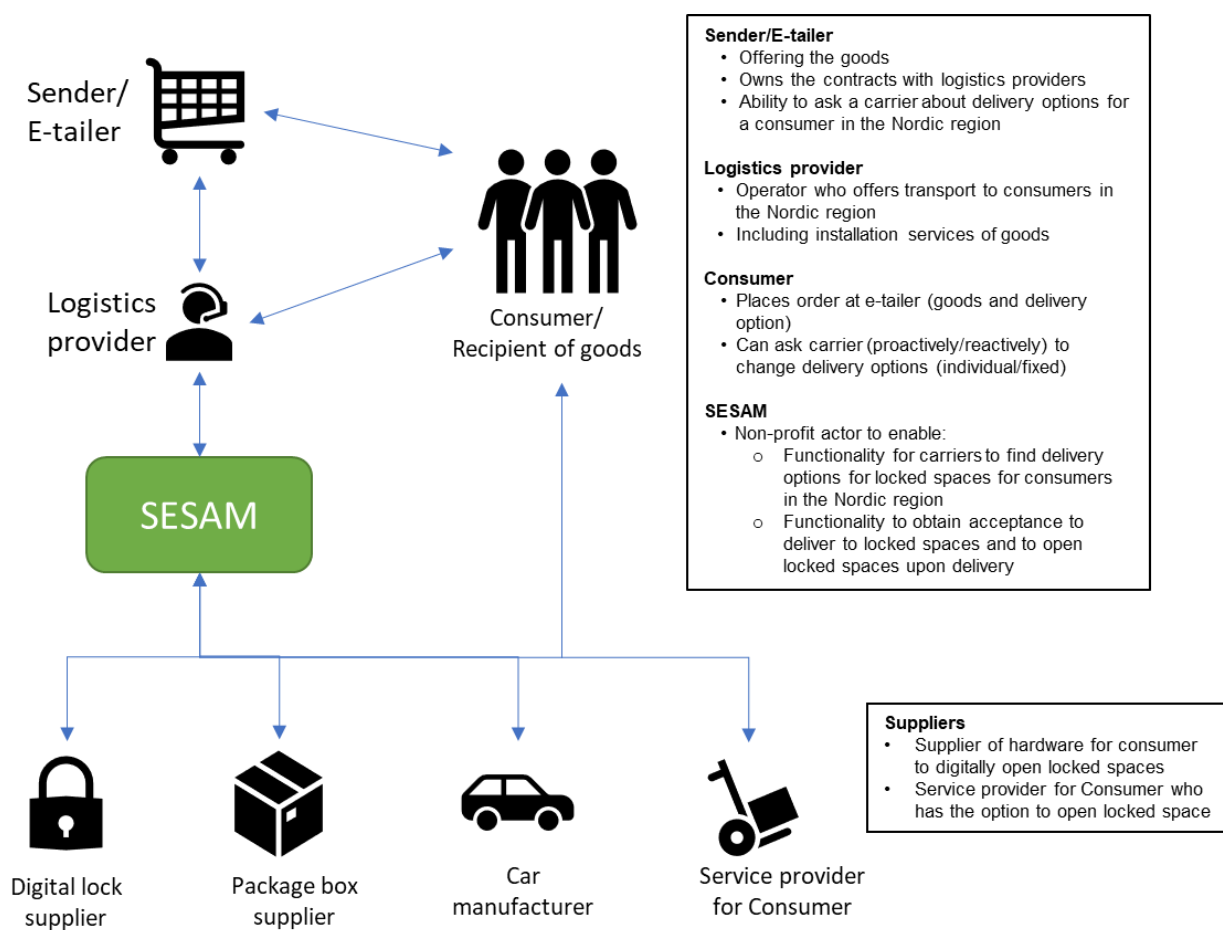 Sender/
E-tailer
Logistics
provider
Consumer/
Recipient of goods
SESAM
Digital lock
supplier
Package box
supplier
Car
manufacturer
Service provider
for Consumer
Sender/E-tailer
• Offering the goods
• Owns the contracts with logistics providers
• Ability to ask a carrier about delivery options for
a consumer in the Nordic region
Logistics provider
• Operator who offers transport to consumers in
the Nordic region
• Including installation services of goods
Consumer
• Places order at e-tailer (goods and delivery
option)
• Can ask carrier (proactively/reactively) to
change delivery options (individual/fixed)
SESAM
• Non-profit actor to enable:
o Functionality for carriers to find delivery
options for locked spaces for consumers
in the Nordic region
o Functionality to obtain acceptance to
deliver to locked spaces and to open
locked spaces upon delivery
Suppliers
• Supplier of hardware for consumer
to digitally open locked spaces
• Service provider for Consumer who
has the option to open locked space